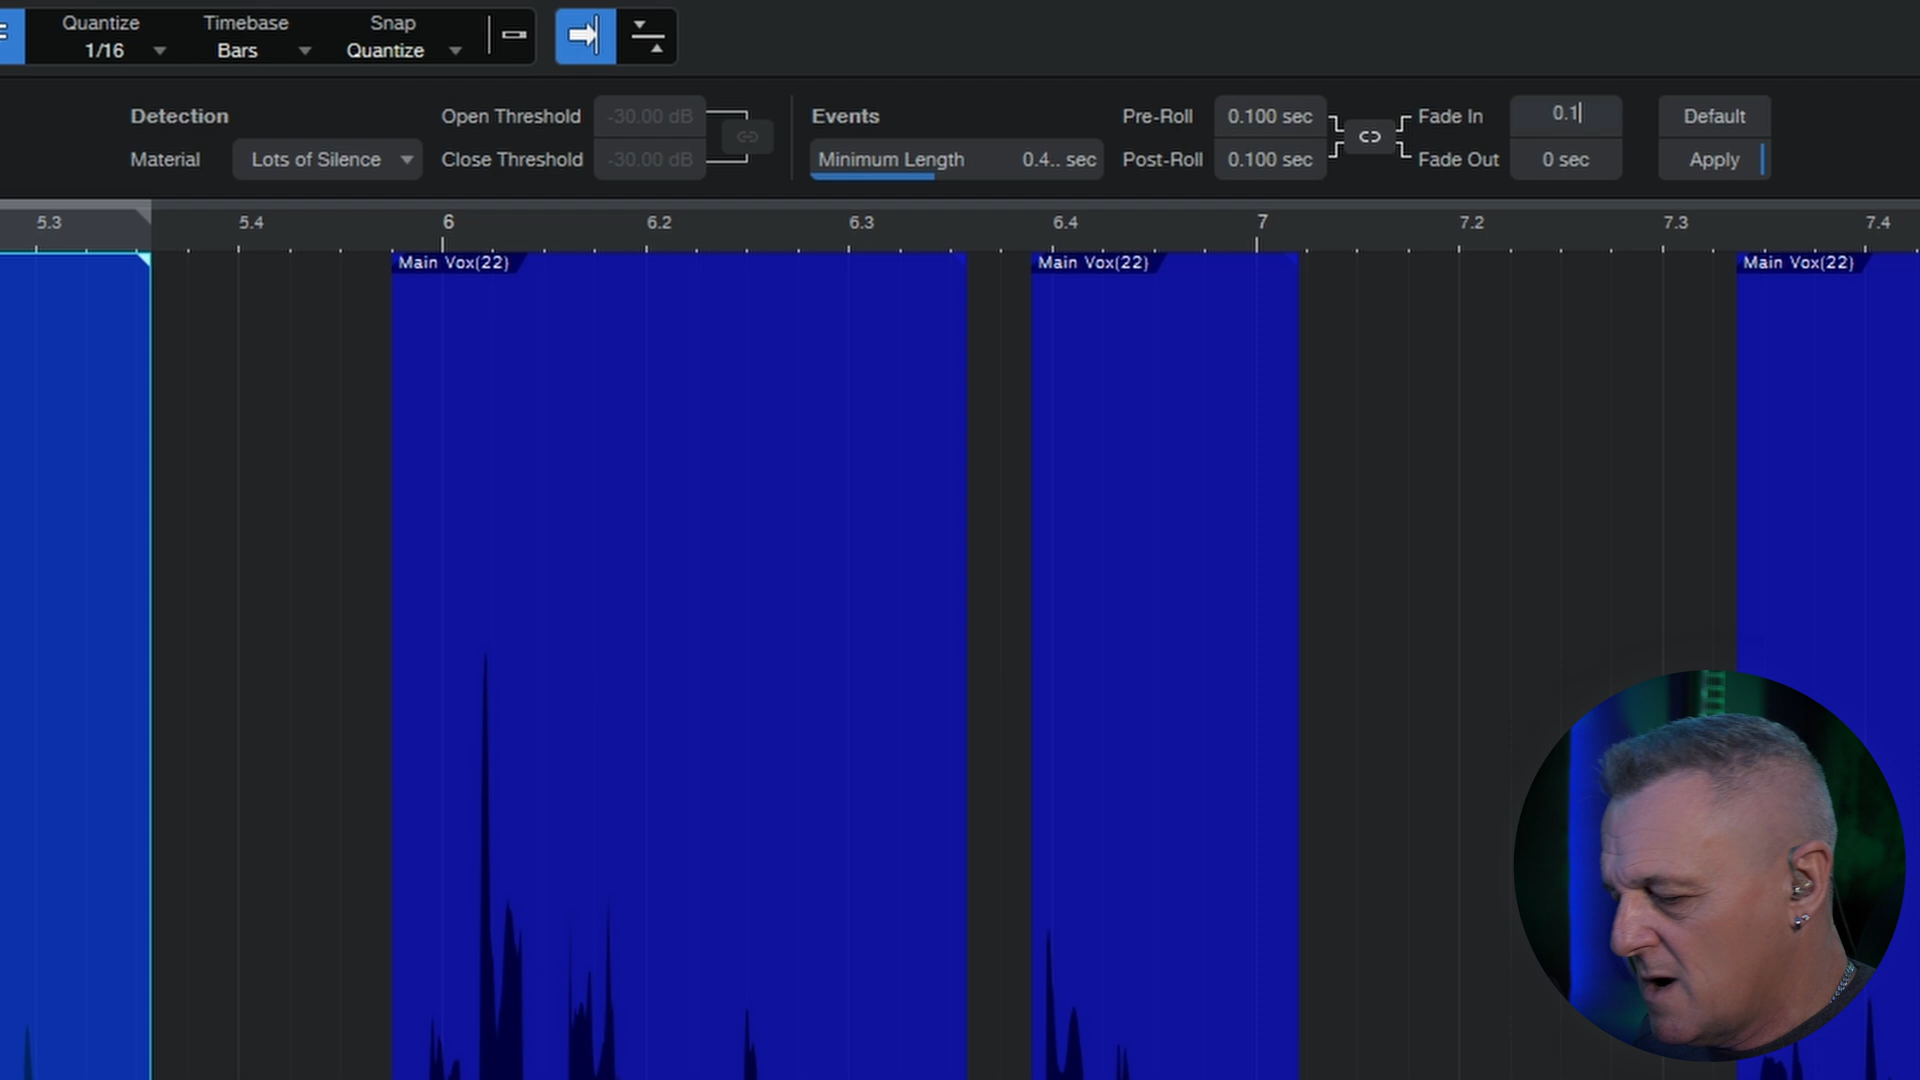 Quantize Timebase Snap
1/16 Bars Quantize
Detection Open Threshold -30.00 dB Events Pre-Roll 0.100 sec Fade In 0.1 Default
Material Lots of Silence Close Threshold -30.00 dB Minimum Length 0.4.. sec Post-Roll 0.100 sec Fade Out 0 sec Apply
5.3 5.4 6 6.2 6.3 6.4 7 7.2 7.3 7.4
Main Vox(22) Main Vox(22) Main Vox(22)